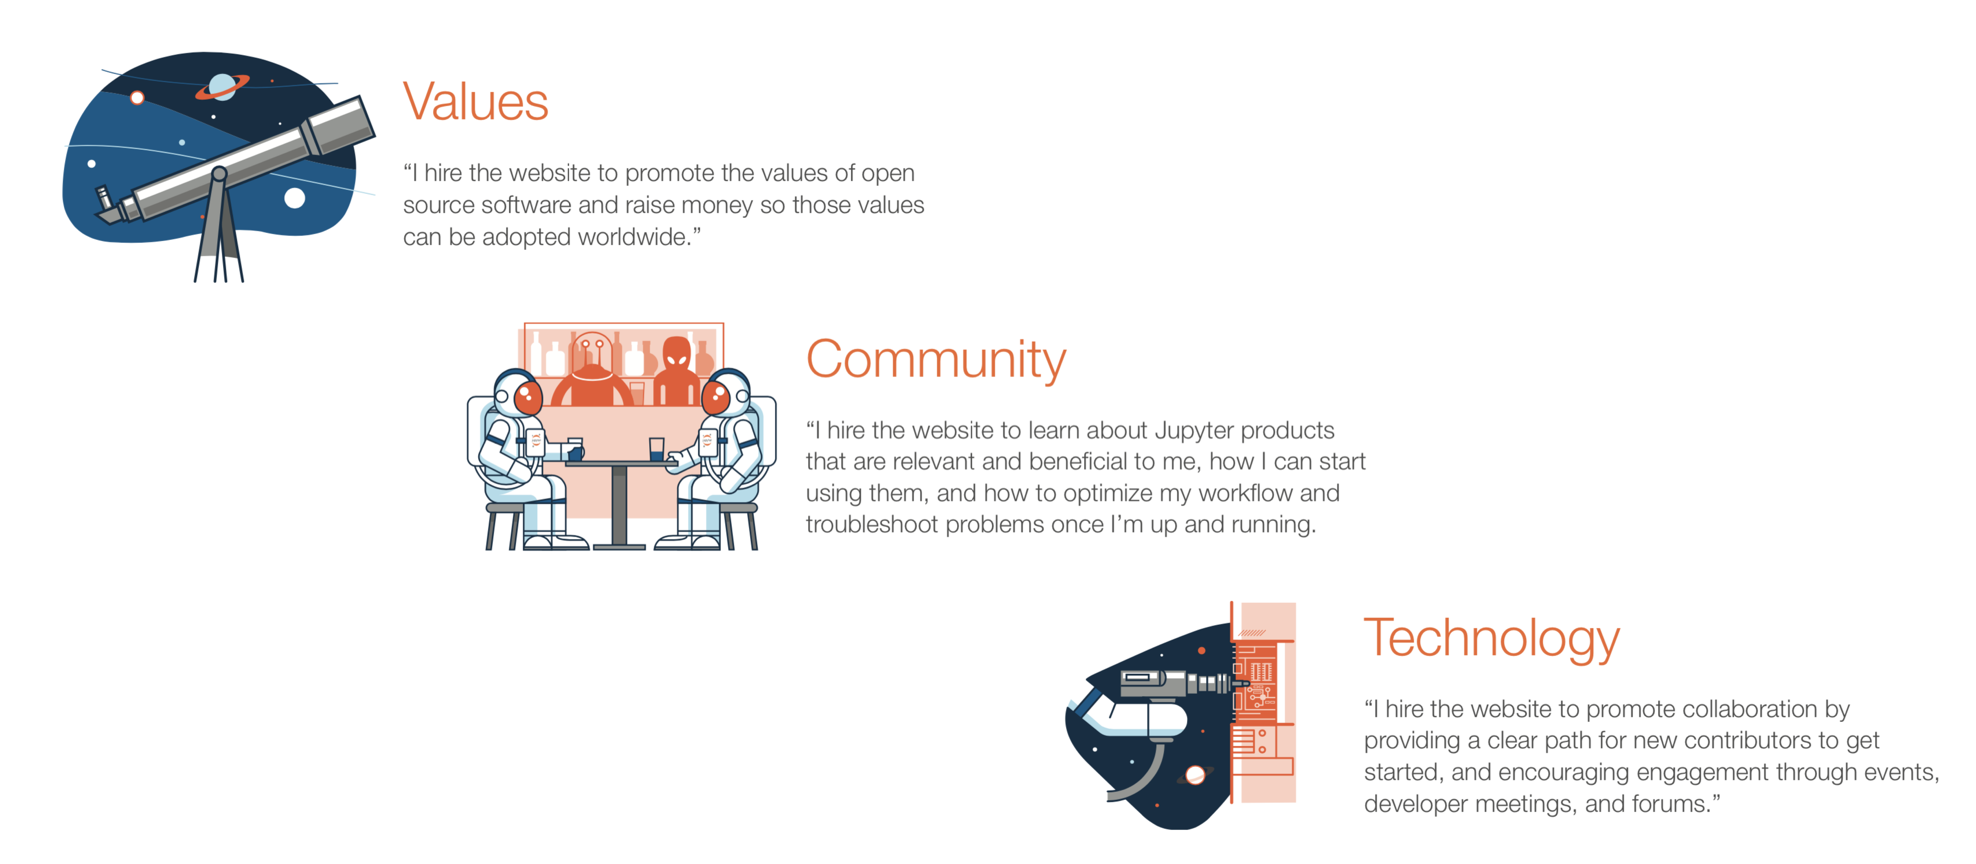 Values
“I hire the website to promote the values of open
source software and raise money so those values
can be adopted worldwide.”
Community
“I hire the website to learn about Jupyter products
that are relevant and beneficial to me, how I can start
using them, and how to optimize my workflow and
troubleshoot problems once I’m up and running.
Technology
“I hire the website to promote collaboration by
providing a clear path for new contributors to get
started, and encouraging engagement through events,
developer meetings, and forums.”